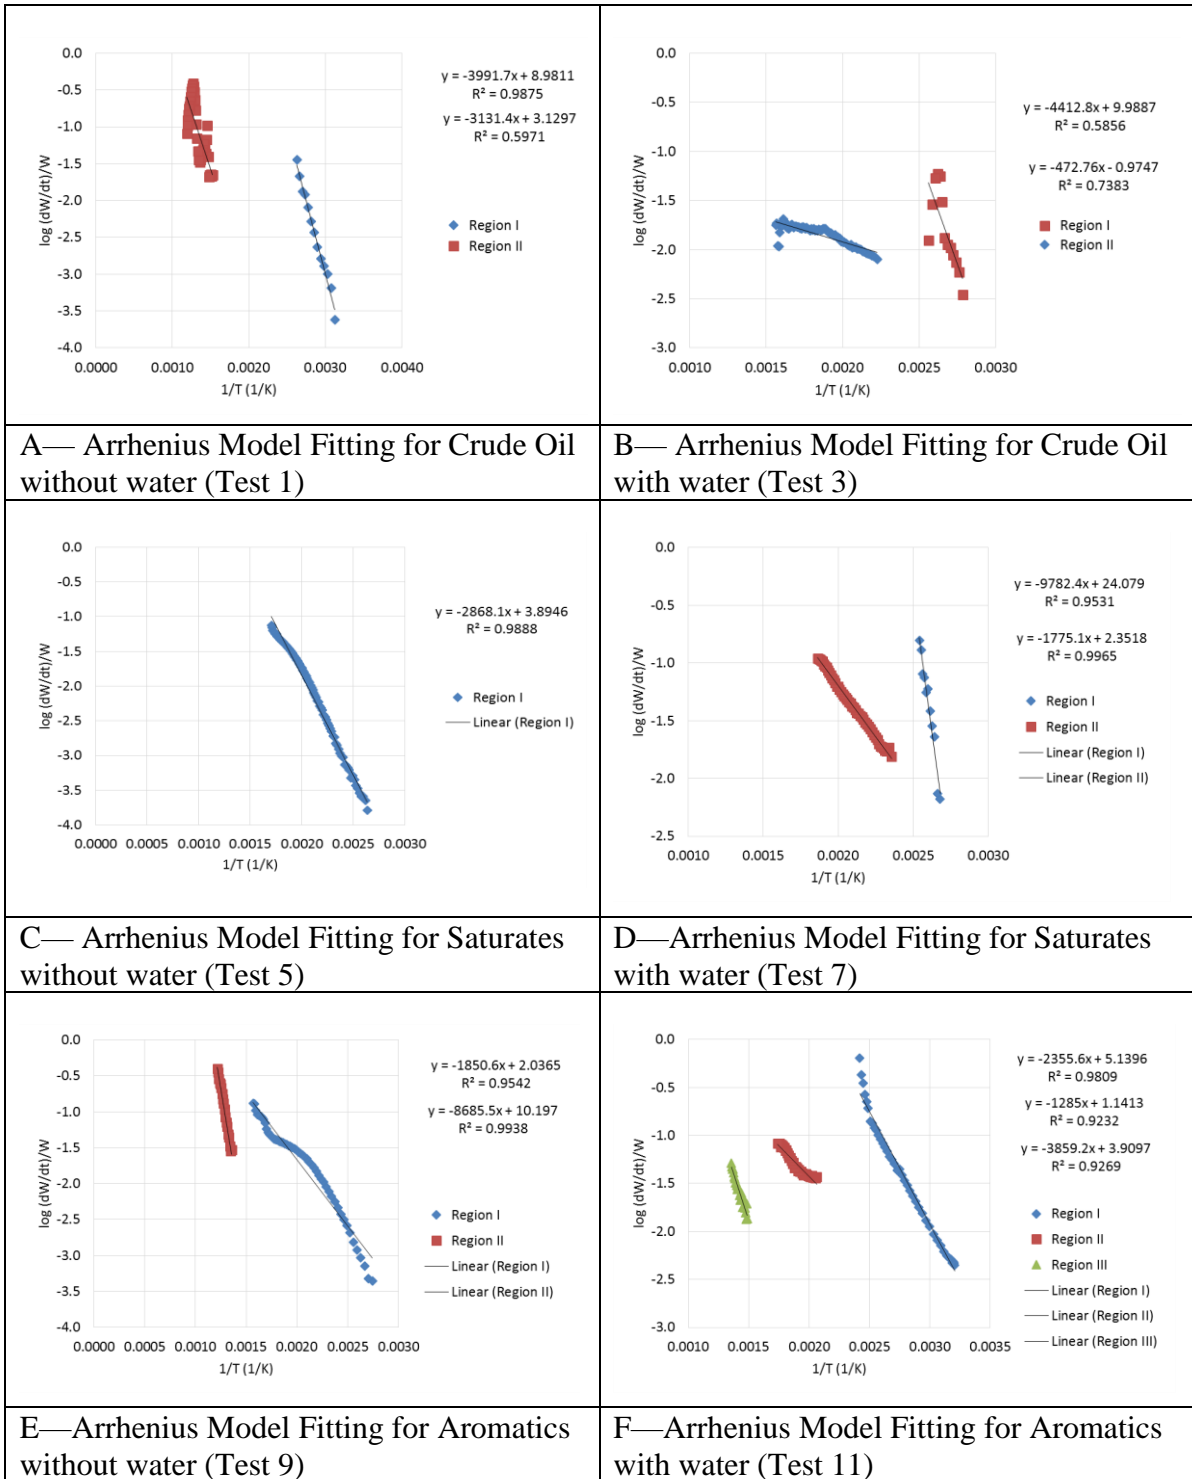 0.0
-0.5
-1.0
-1.5
-2.0
-2.5
-3.0
-3.5
-4.0
0.0000 0.0010 0.0020 0.0030 0.0040
1/T (1/K)
log (dW/dt)/W
y = -3991.7x + 8.9811
R² = 0.9875
y = -3131.4x + 3.1297
R² = 0.5971
Region I
Region II
A— Arrhenius Model Fitting for Crude Oil
without water (Test 1)
0.0
-0.5
-1.0
-1.5
-2.0
-2.5
-3.0
0.0010 0.0015 0.0020 0.0025 0.0030
1/T (1/K)
log (dW/dt)/W
y = -4412.8x + 9.9887
R² = 0.5856
y = -472.76x - 0.9747
R² = 0.7383
Region I
Region II
B— Arrhenius Model Fitting for Crude Oil
with water (Test 3)
0.0
-0.5
-1.0
-1.5
-2.0
-2.5
-3.0
-3.5
-4.0
0.0000 0.0005 0.0010 0.0015 0.0020 0.0025 0.0030
1/T (1/K)
log (dW/dt)/W
y = -2868.1x + 3.8946
R² = 0.9888
Region I
Linear (Region I)
C— Arrhenius Model Fitting for Saturates
without water (Test 5)
0.0
-0.5
-1.0
-1.5
-2.0
-2.5
0.0010 0.0015 0.0020 0.0025 0.0030
1/T (1/K)
log (dW/dt)/W
y = -9782.4x + 24.079
R² = 0.9531
y = -1775.1x + 2.3518
R² = 0.9965
Region I
Region II
Linear (Region I)
Linear (Region II)
D—Arrhenius Model Fitting for Saturates
with water (Test 7)
0.0
-0.5
-1.0
-1.5
-2.0
-2.5
-3.0
-3.5
-4.0
0.0000 0.0005 0.0010 0.0015 0.0020 0.0025 0.0030
1/T (1/K)
log (dW/dt)/W
y = -1850.6x + 2.0365
R² = 0.9542
y = -8685.5x + 10.197
R² = 0.9938
Region I
Region II
Linear (Region I)
Linear (Region II)
E—Arrhenius Model Fitting for Aromatics
without water (Test 9)
0.0
-0.5
-1.0
-1.5
-2.0
-2.5
-3.0
0.0010 0.0015 0.0020 0.0025 0.0030 0.0035
1/T (1/K)
log (dW/dt)/W
y = -2355.6x + 5.1396
R² = 0.9809
y = -1285x + 1.1413
R² = 0.9232
y = -3859.2x + 3.9097
R² = 0.9269
Region I
Region II
Region III
Linear (Region I)
Linear (Region II)
Linear (Region III)
F—Arrhenius Model Fitting for Aromatics
with water (Test 11)